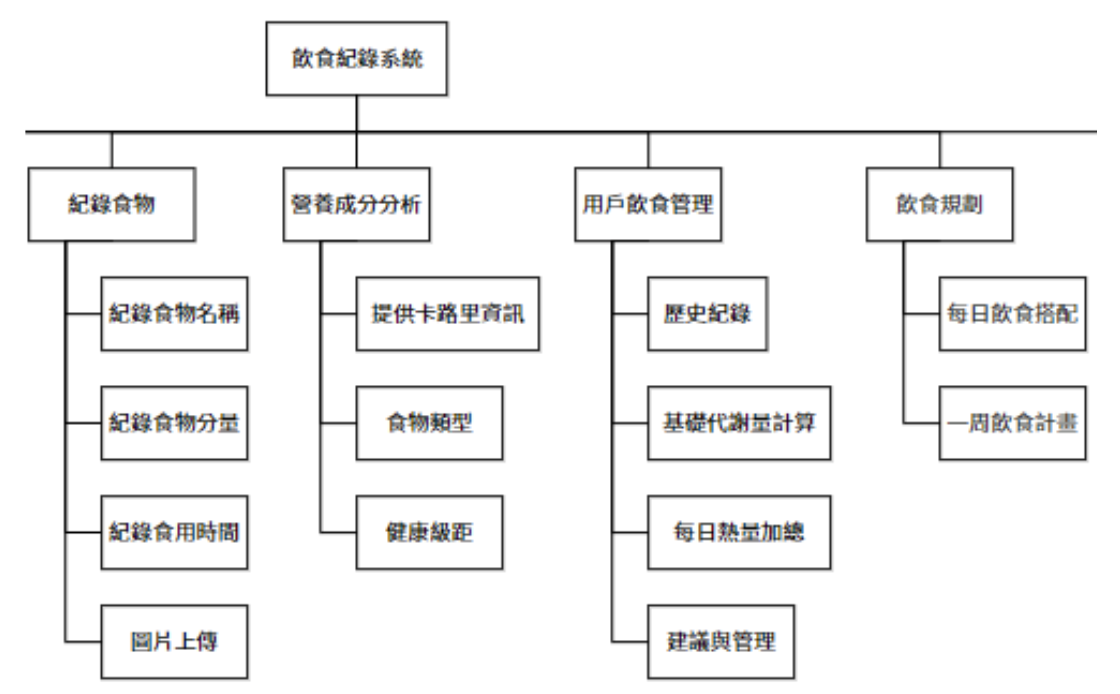 飲食紀錄系統
紀錄食物
營養成分分析
用戶飲食管理
飲食規劃
紀錄食物名稱
提供卡路里資訊
歷史紀錄
每日飲食搭配
紀錄食物分量
食物類型
基礎代謝量計算
一周飲食計畫
紀錄食用時間
健康級距
每日熱量加總
圖片上傳
建議與管理